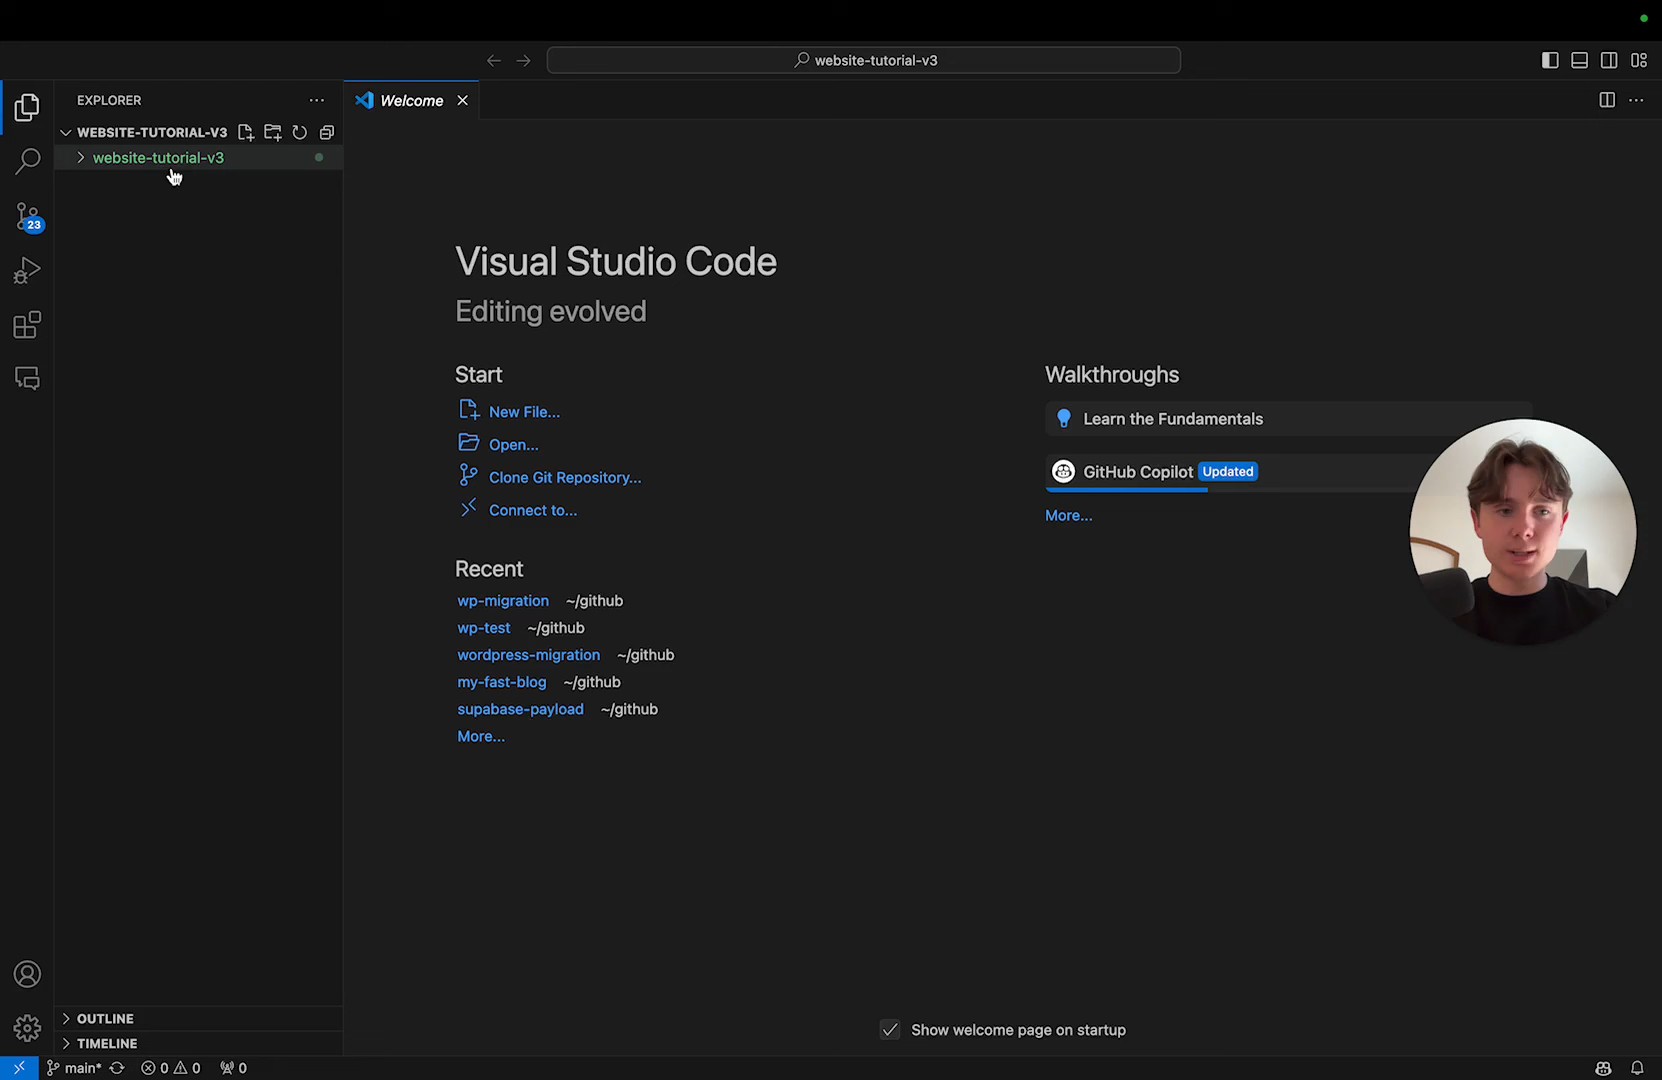 website-tutorial-v3
EXPLORER
Welcome
WEBSITE-TUTORIAL-V3
website-tutorial-v3
23
Visual Studio Code
Editing evolved
Start
New File...
Open...
Clone Git Repository...
Connect to...
Recent
wp-migration ~/github
wp-test ~/github
wordpress-migration ~/github
my-fast-blog ~/github
supabase-payload ~/github
More...
Walkthroughs
Learn the Fundamentals
GitHub Copilot Updated
More...
Show welcome page on startup
OUTLINE
TIMELINE
main* 0 0 0